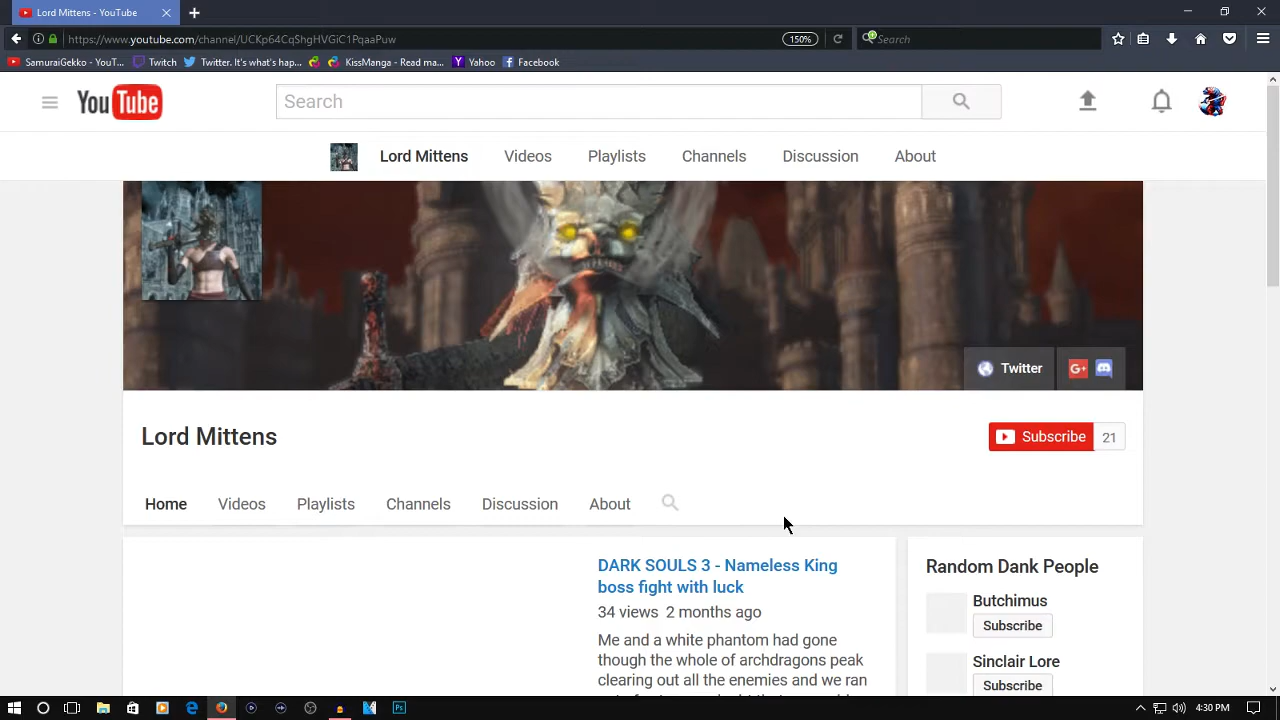 Lord Mittens - YouTube
https://www.youtube.com/channel/UCKp64CqShgHVGiC1PqaaPuw
150%
Search
SamuraiGekko - YouT...
Twitch
Twitter. It's what's hap...
KissManga - Read ma...
Yahoo
Facebook
YouTube
Search
Lord Mittens
Videos
Playlists
Channels
Discussion
About
Twitter
G+
Lord Mittens
Subscribe
21
Home
Videos
Playlists
Channels
Discussion
About
DARK SOULS 3 - Nameless King
boss fight with luck
34 views 2 months ago
Me and a white phantom had gone
though the whole of archdragons peak
clearing out all the enemies and we ran
Random Dank People
Butchimus
Subscribe
Sinclair Lore
Subscribe
4:30 PM